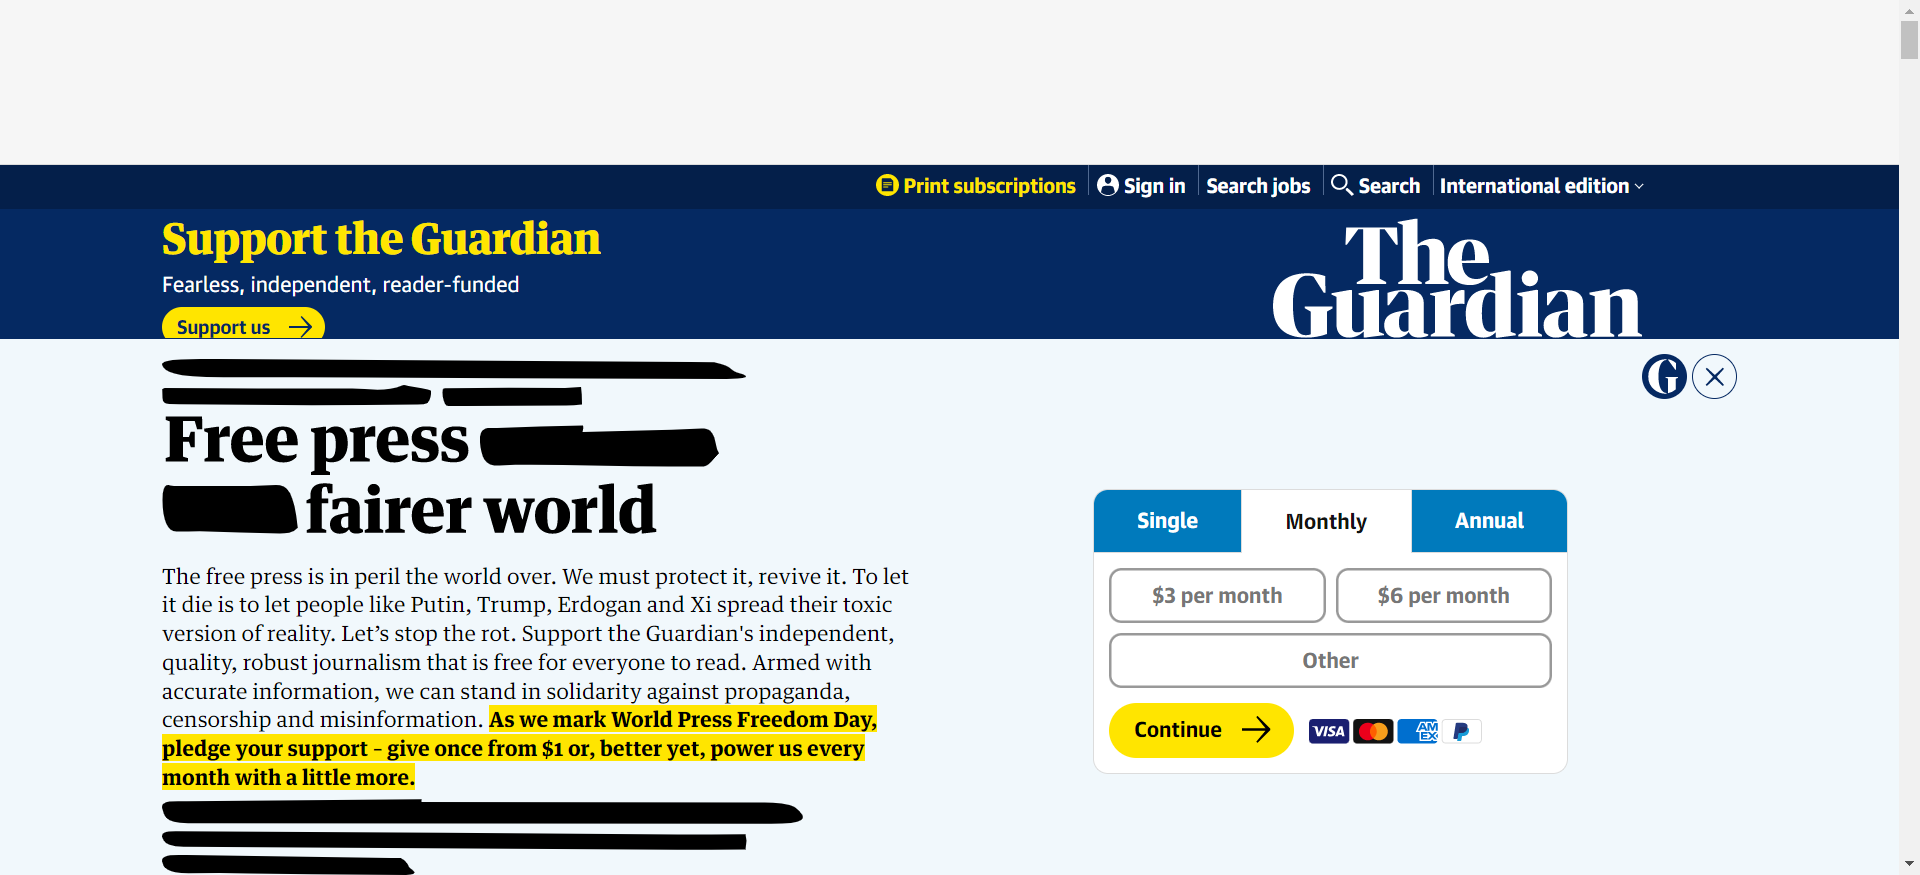 Print subscriptions
Sign in
Search jobs
Search
International edition
Support the Guardian
Fearless, independent, reader-funded
Support us
The
Guardian
G
Free press
fairer world
The free press is in peril the world over. We must protect it, revive it. To let
it die is to let people like Putin, Trump, Erdogan and Xi spread their toxic
version of reality. Let’s stop the rot. Support the Guardian's independent,
quality, robust journalism that is free for everyone to read. Armed with
accurate information, we can stand in solidarity against propaganda,
censorship and misinformation. As we mark World Press Freedom Day,
pledge your support – give once from $1 or, better yet, power us every
month with a little more.
Single
Monthly
Annual
$3 per month
$6 per month
Other
Continue
VISA
AM
EX